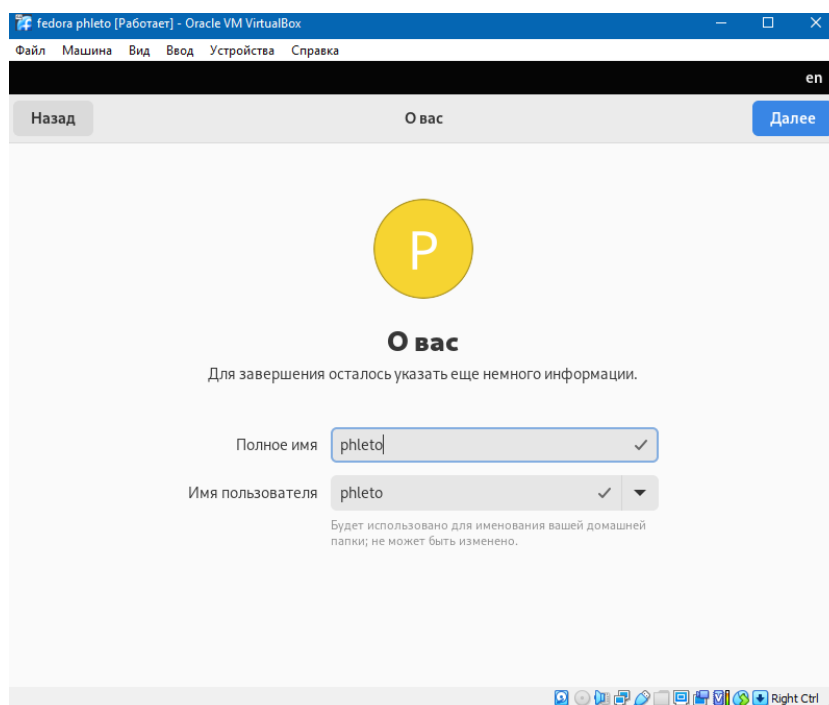 fedora phleto [Работает] - Oracle VM VirtualBox
Файл Машина Вид Ввод Устройства Справка
en
Назад О вас Далее
P
О вас
Для завершения осталось указать еще немного информации.
Полное имя phleto
Имя пользователя phleto
Будет использовано для именования вашей домашней
папки; не может быть изменено.
Right Ctrl